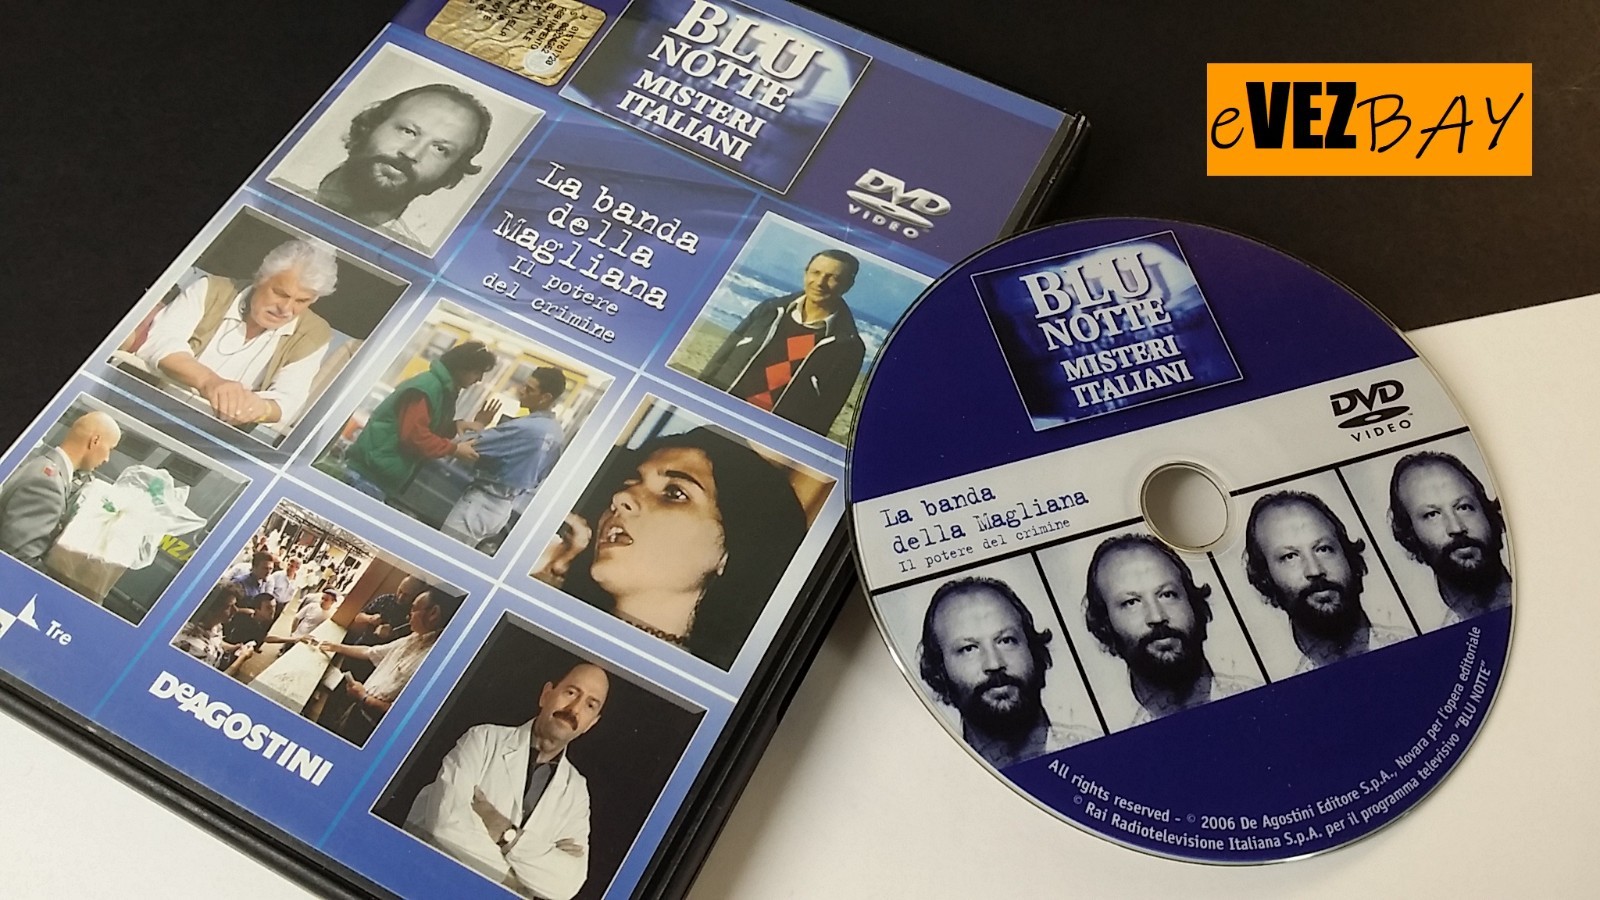 BLU
NOTTE
MISTERI
ITALIANI
DVD
VIDEO
La banda
della
Magliana
Il potere
del crimine
Tre
DeAGOSTINI
eVEZBAY
BLU
NOTTE
MISTERI
ITALIANI
DVD
VIDEO
La banda
della Magliana
Il potere del crimine
All rights reserved - © 2006 De Agostini Editore S.p.A., Novara per l'opera editoriale
© Rai Radiotelevisione Italiana S.p.A. per il programma televisivo "BLU NOTTE"